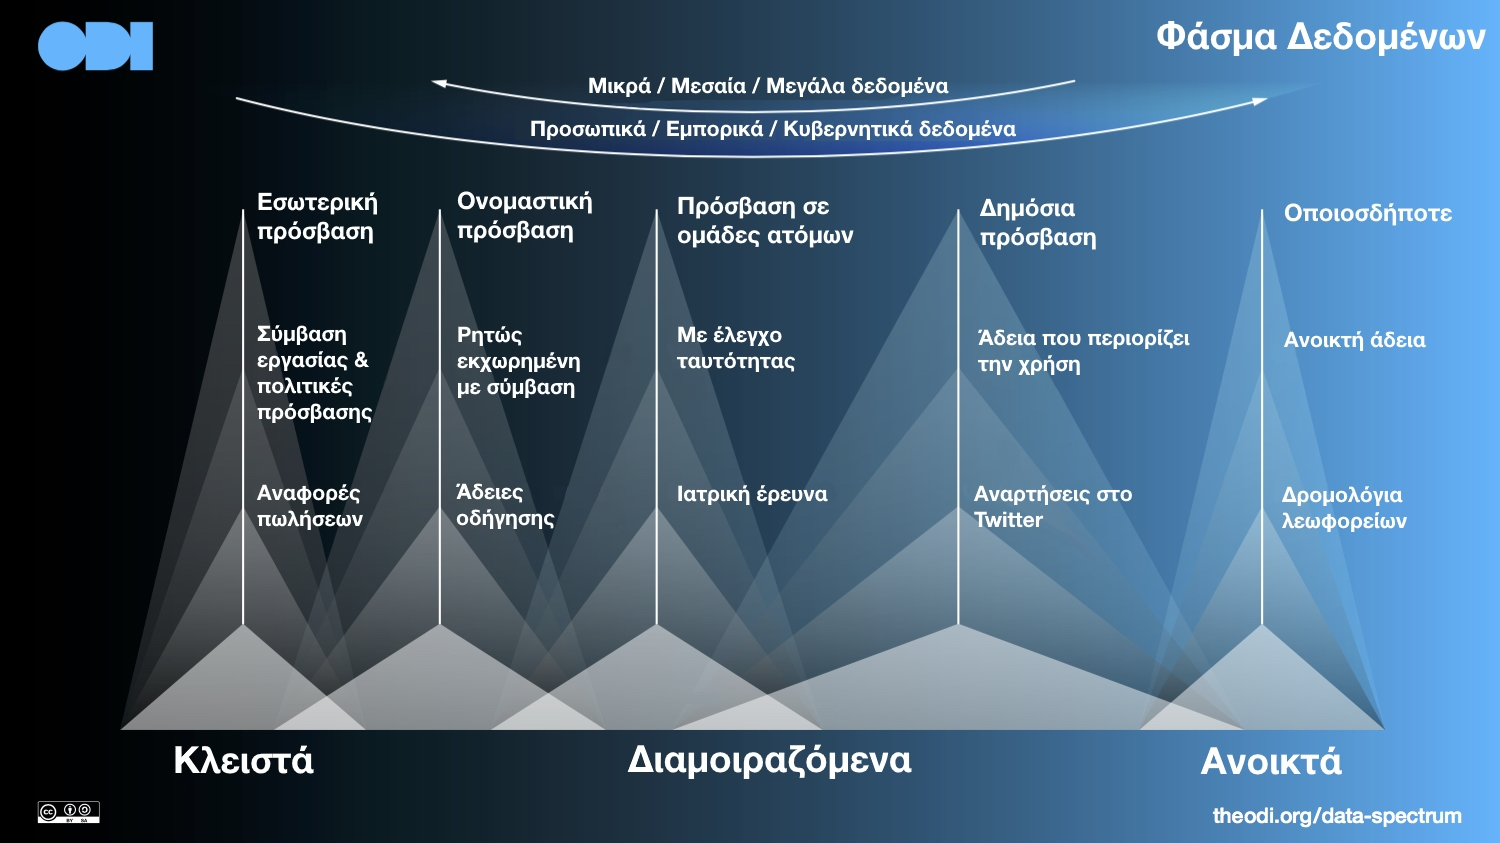 ODI
Φάσμα Δεδομένων
Μικρά / Μεσαία / Μεγάλα δεδομένα
Προσωπικά / Εμπορικά / Κυβερνητικά δεδομένα
Εσωτερική
πρόσβαση
Σύμβαση
εργασίας &
πολιτικές
πρόσβασης
Αναφορές
πωλήσεων
Ονομαστική
πρόσβαση
Ρητώς
εκχωρημένη
με σύμβαση
Άδειες
οδήγησης
Πρόσβαση σε
ομάδες ατόμων
Με έλεγχο
ταυτότητας
Ιατρική έρευνα
Δημόσια
πρόσβαση
Άδεια που περιορίζει
την χρήση
Αναρτήσεις στο
Twitter
Οποιοσδήποτε
Ανοικτή άδεια
Δρομολόγια
λεωφορείων
Κλειστά
Διαμοιραζόμενα
Ανοικτά
cc BY SA
theodi.org/data-spectrum